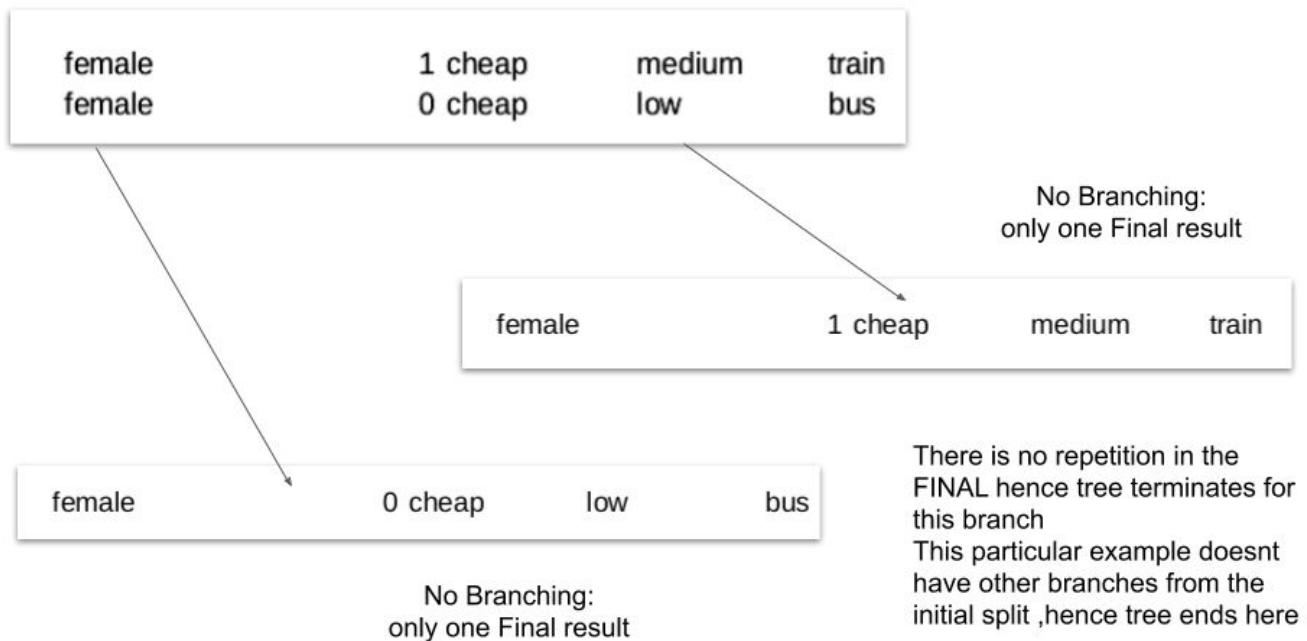 female 1 cheap medium train
female 0 cheap low bus
No Branching:
only one Final result
female 1 cheap medium train
There is no repetition in the
FINAL hence tree terminates for
this branch
This particular example doesnt
have other branches from the
initial split ,hence tree ends here
female 0 cheap low bus
No Branching:
only one Final result